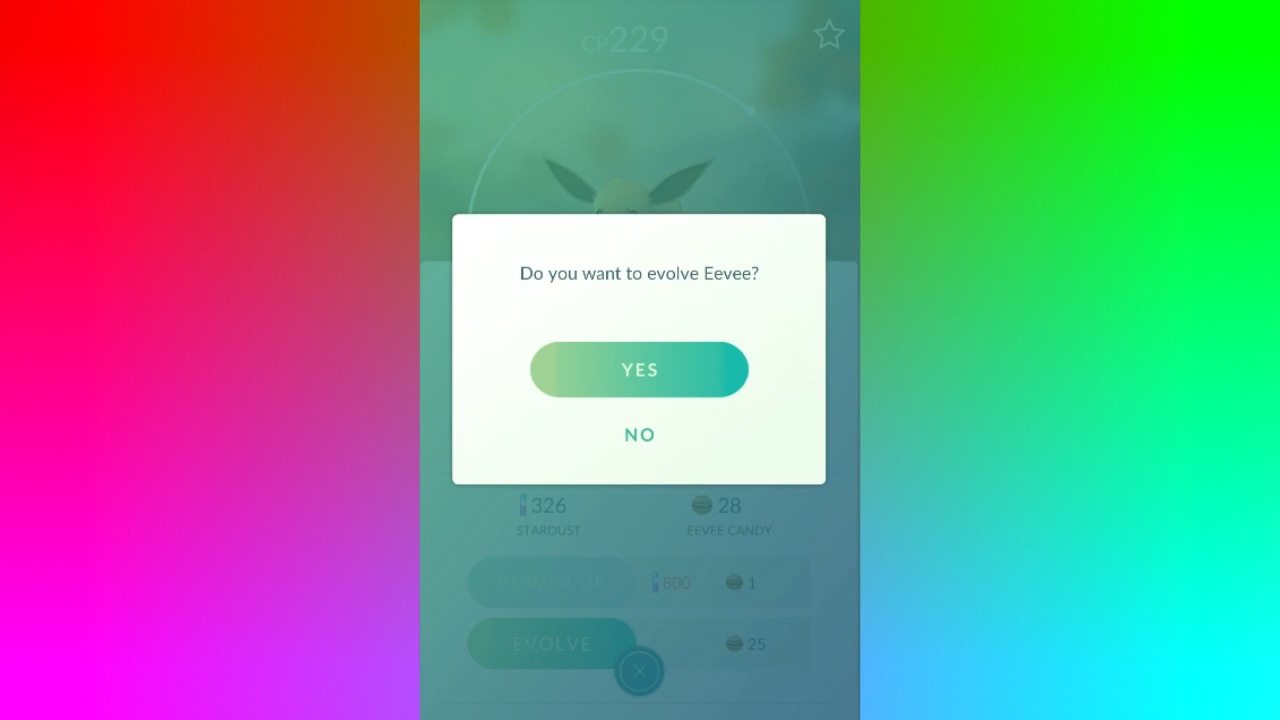 CP229
Do you want to evolve Eevee?
YES
NO
326 28
STARDUST EEVEE CANDY
POWER UP 800 1
EVOLVE 25